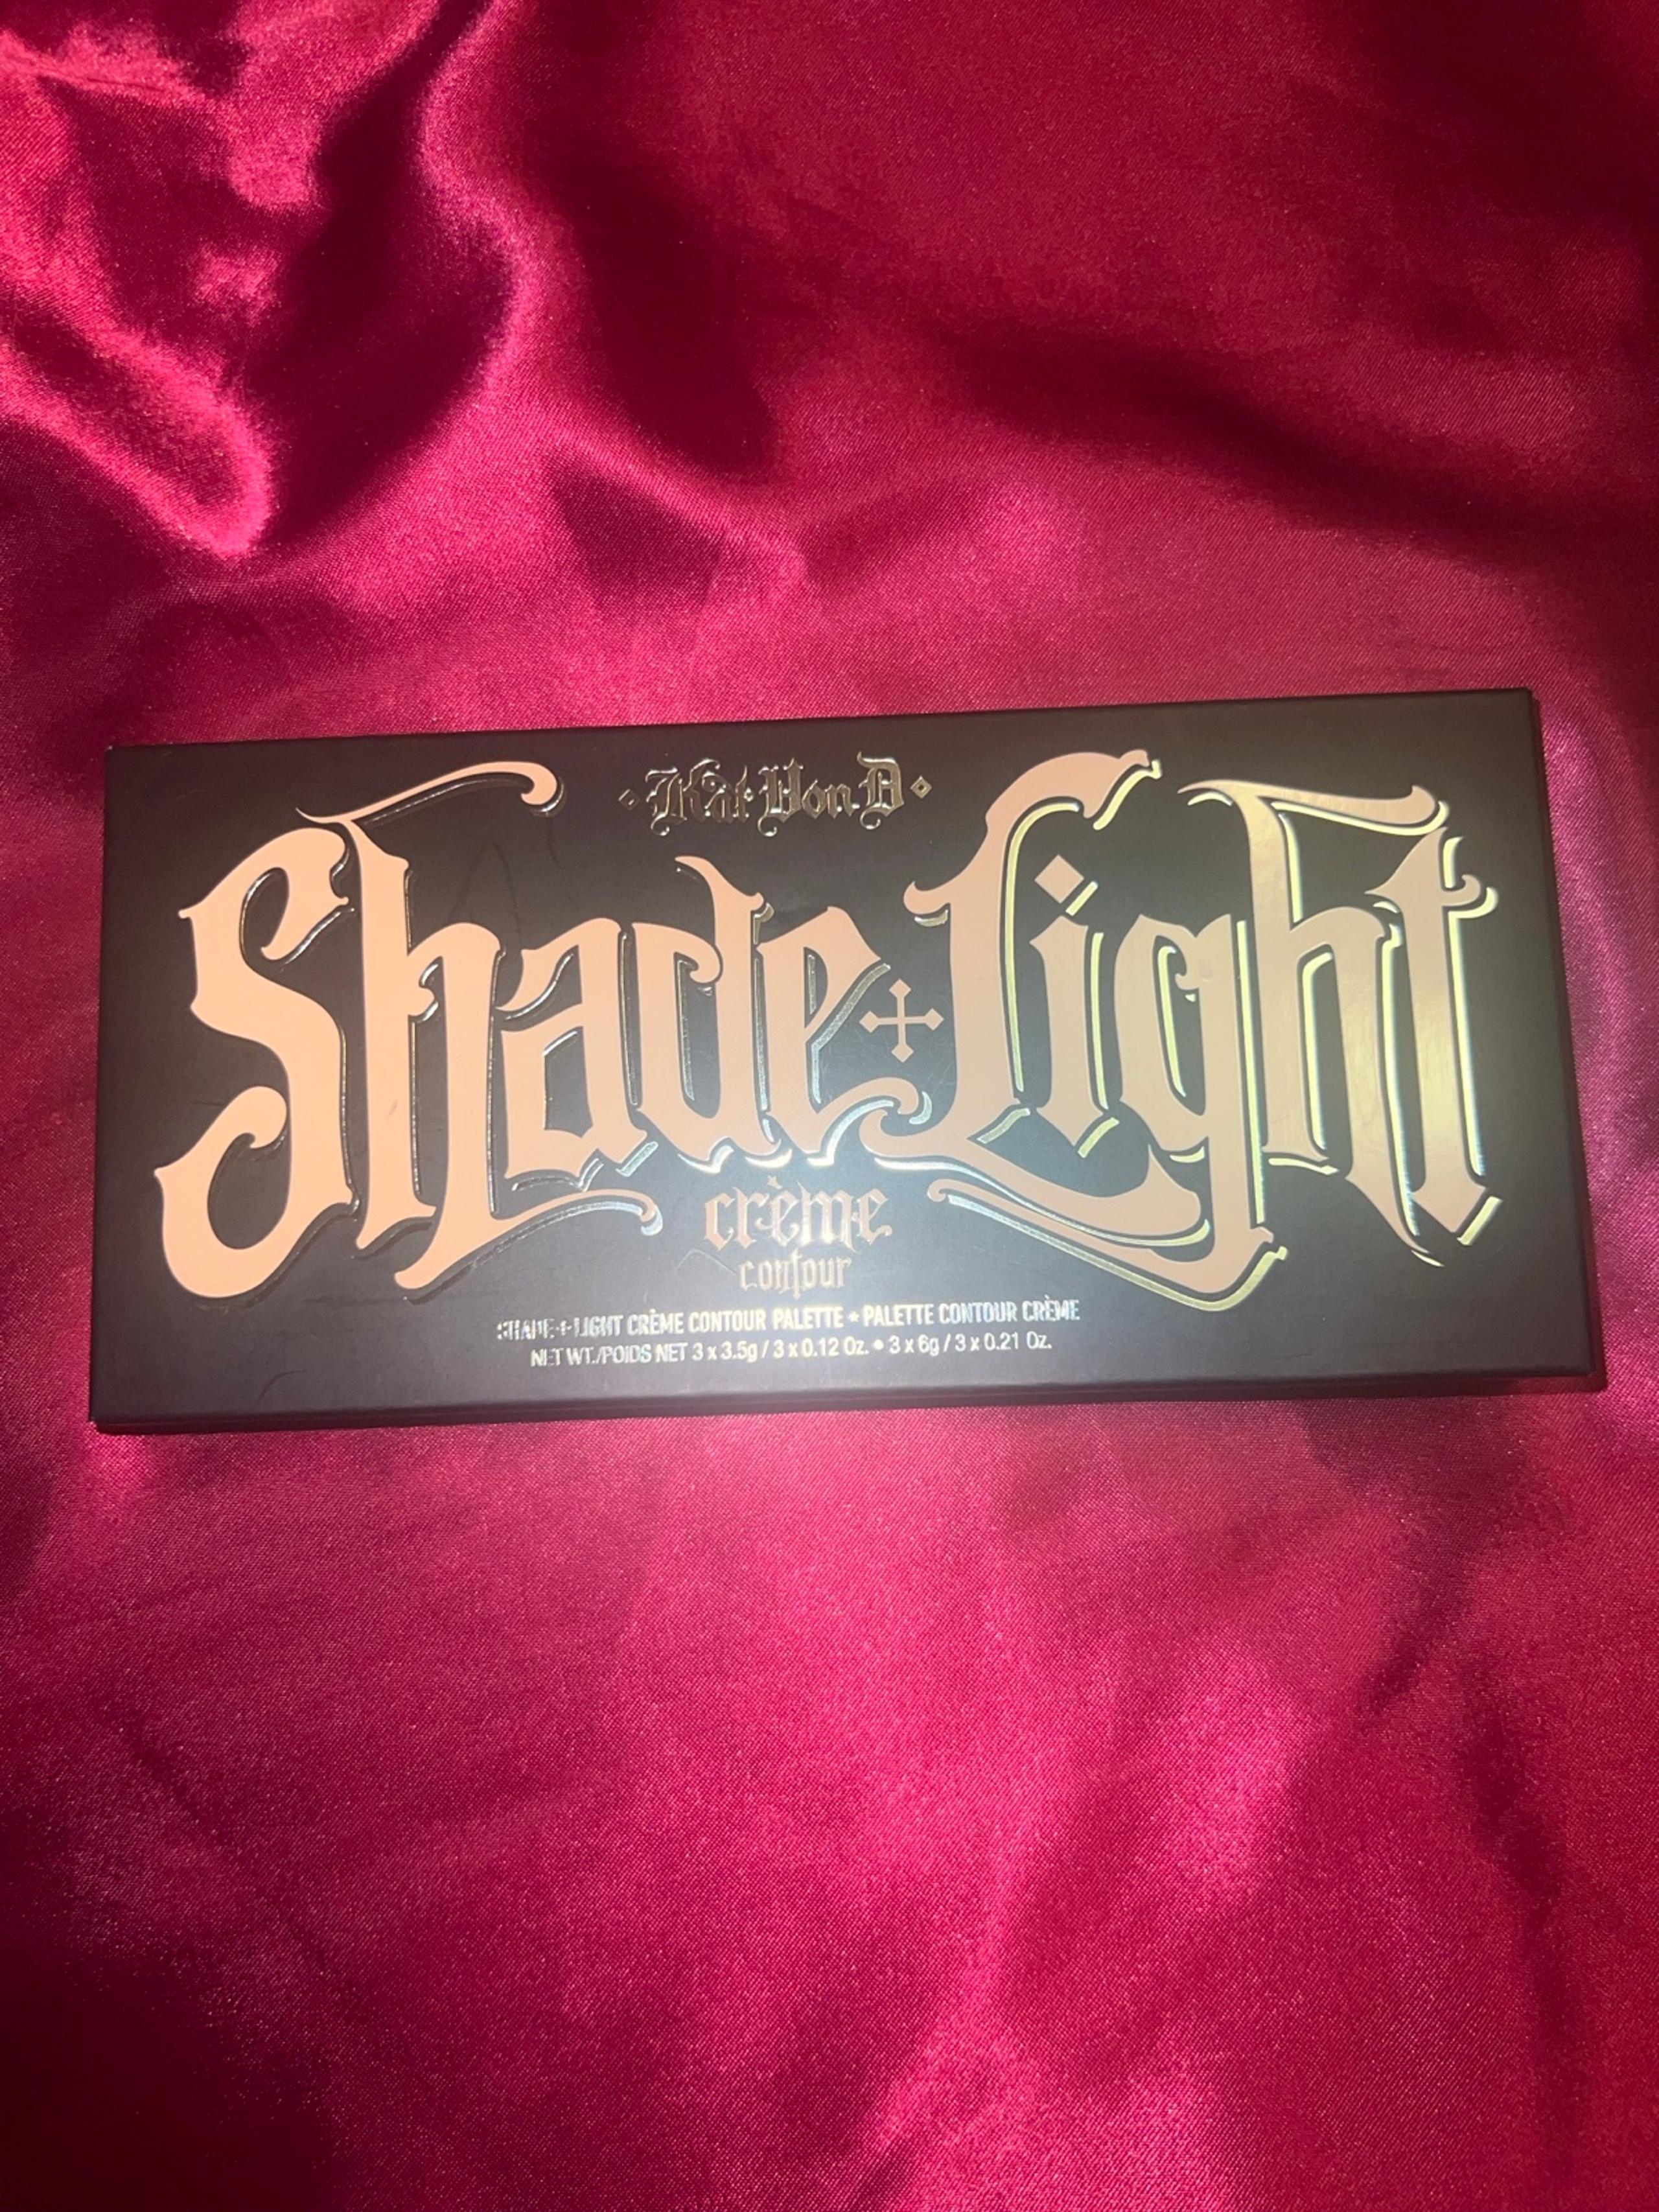 Kat Von D
Shade + Light
crème
contour
SHADE + LIGHT CRÈME CONTOUR PALETTE • PALETTE CONTOUR CRÈME
NET WT./POIDS NET 3 x 3.5g / 3 x 0.12 Oz. • 3 x 6g / 3 x 0.21 Oz.